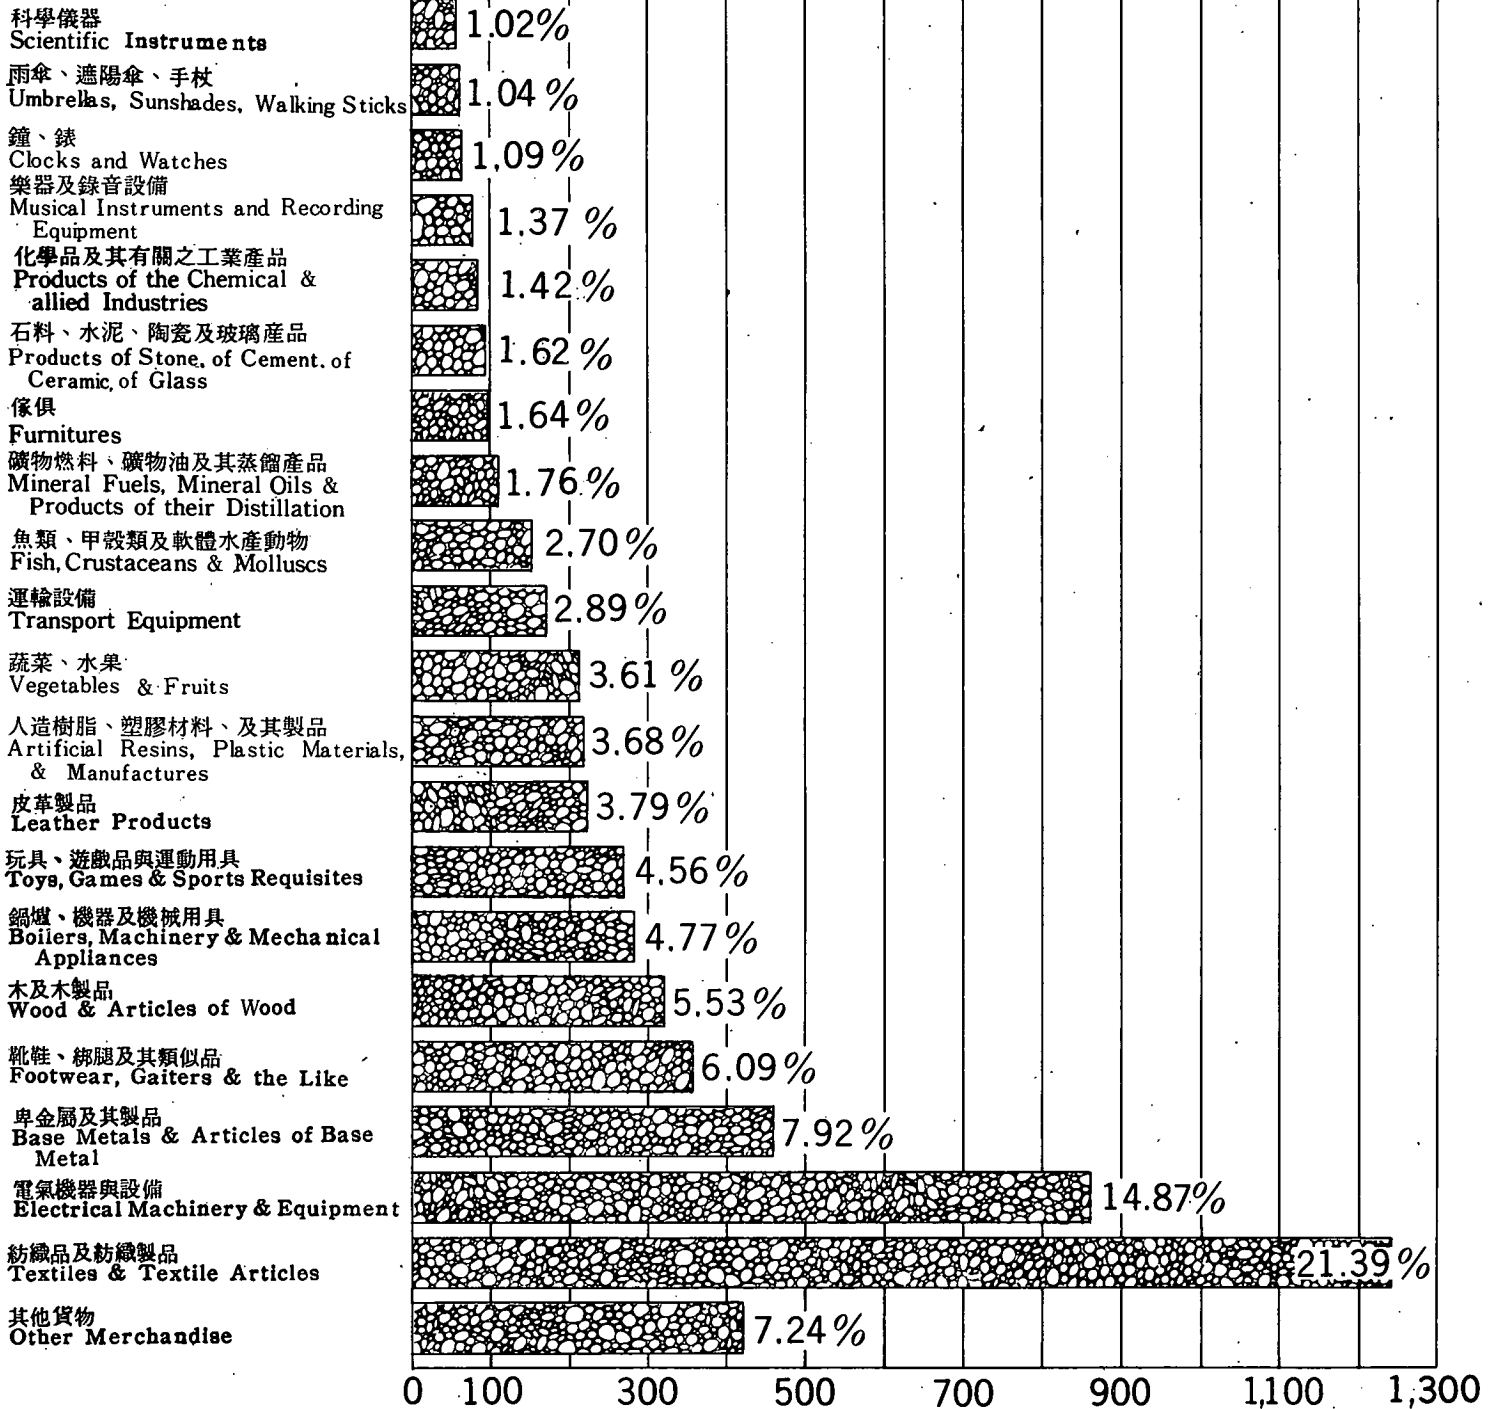 科學儀器
Scientific Instruments
1.02%
雨傘、遮陽傘、手杖
Umbrellas, Sunshades, Walking Sticks
1.04%
鐘、錶
Clocks and Watches
1,09%
樂器及錄音設備
Musical Instruments and Recording
Equipment
1.37%
化學品及其有關之工業產品
Products of the Chemical &
allied Industries
1.42%
石料、水泥、陶瓷及玻璃產品
Products of Stone, of Cement, of
Ceramic, of Glass
1.62%
傢俱
Furnitures
1.64%
礦物燃料、礦物油及其蒸餾產品
Mineral Fuels, Mineral Oils &
Products of their Distillation
1.76%
魚類、甲殼類及軟體水產動物
Fish, Crustaceans & Molluscs
2.70%
運輸設備
Transport Equipment
2.89%
蔬菜、水果
Vegetables & Fruits
3.61%
人造樹脂、塑膠材料、及其製品
Artificial Resins, Plastic Materials,
& Manufactures
3.68%
皮革製品
Leather Products
3.79%
玩具、遊戲品與運動用具
Toys, Games & Sports Requisites
4.56%
鍋爐、機器及機械用具
Boilers, Machinery & Mechanical
Appliances
4.77%
木及木製品
Wood & Articles of Wood
5.53%
靴鞋、綁腿及其類似品
Footwear, Gaiters & the Like
6.09%
卑金屬及其製品
Base Metals & Articles of Base
Metal
7.92%
電氣機器與設備
Electrical Machinery & Equipment
14.87%
紡織品及紡織製品
Textiles & Textile Articles
21.39%
其他貨物
Other Merchandise
7.24%
0 100 300 500 700 900 1,100 1,300